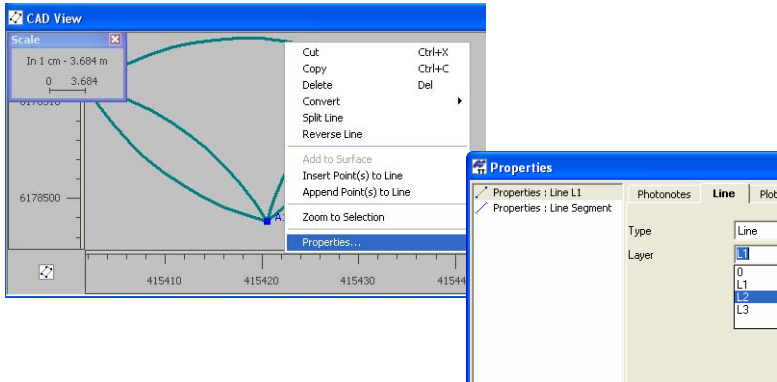 CAD View
Scale
In 1 cm - 3.684 m
0 3.684
6178510
6178500
415410
415420
415430
Cut Ctrl+X
Copy Ctrl+C
Delete Del
Convert
Split Line
Reverse Line
Add to Surface
Insert Point(s) to Line
Append Point(s) to Line
Zoom to Selection
Properties...
Properties
Properties : Line L1
Properties : Line Segment
Photonotes Line Plot
Type Line
Layer L1
0
L1
L2
L3